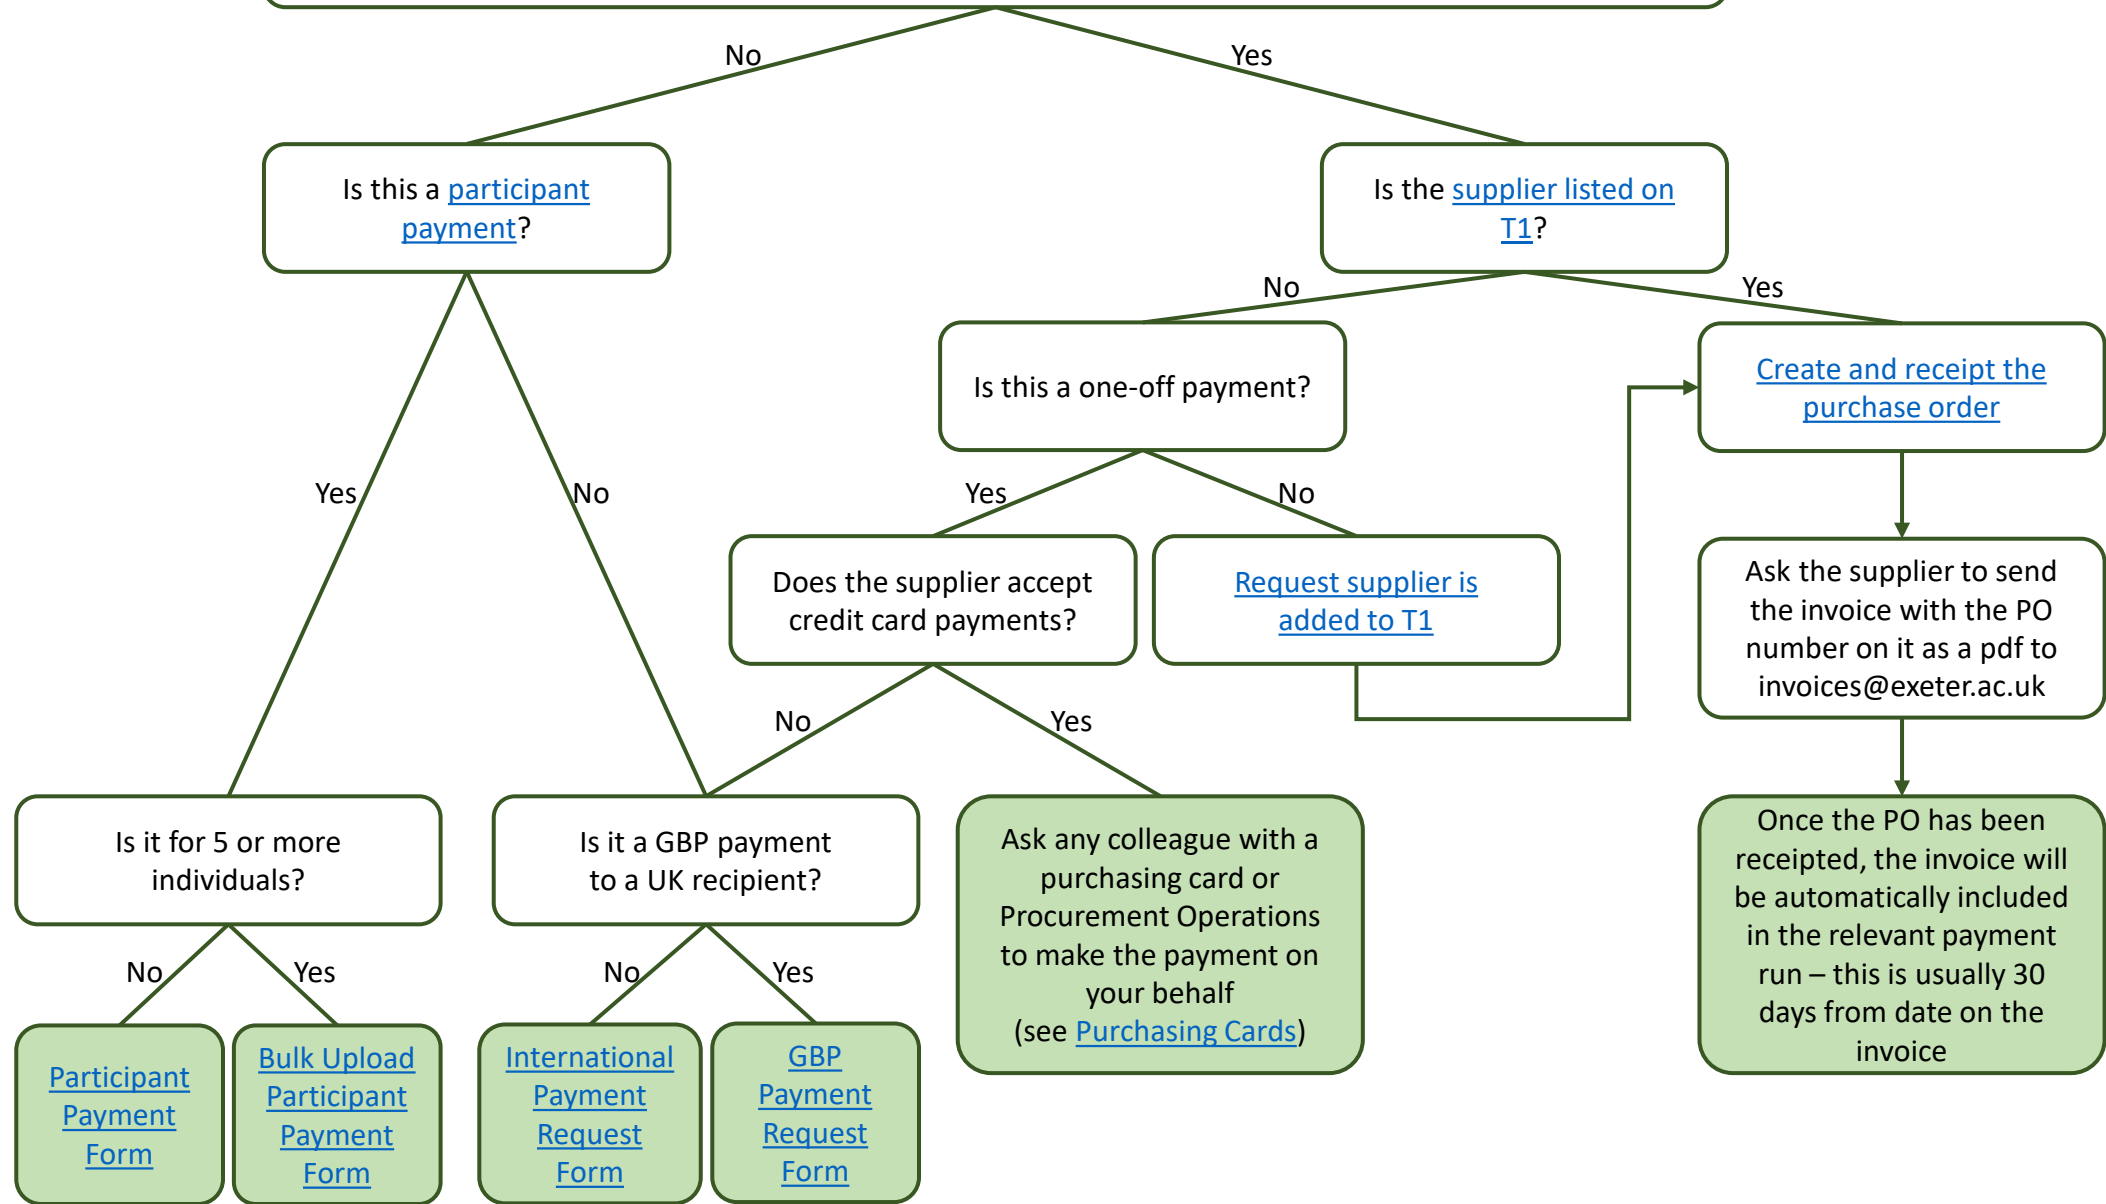 No
Yes
Is this a participant
payment?
Is the supplier listed on
T1?
No
Yes
Is this a one-off payment?
Create and receipt the
purchase order
Yes
No
Yes
No
Does the supplier accept
credit card payments?
Request supplier is
added to T1
Ask the supplier to send
the invoice with the PO
number on it as a pdf to
invoices@exeter.ac.uk
No
Yes
Is it for 5 or more
individuals?
Is it a GBP payment
to a UK recipient?
Ask any colleague with a
purchasing card or
Procurement Operations
to make the payment on
your behalf
(see Purchasing Cards)
Once the PO has been
receipted, the invoice will
be automatically included
in the relevant payment
run – this is usually 30
days from date on the
invoice
No
Yes
No
Yes
Participant
Payment
Form
Bulk Upload
Participant
Payment
Form
International
Payment
Request
Form
GBP
Payment
Request
Form